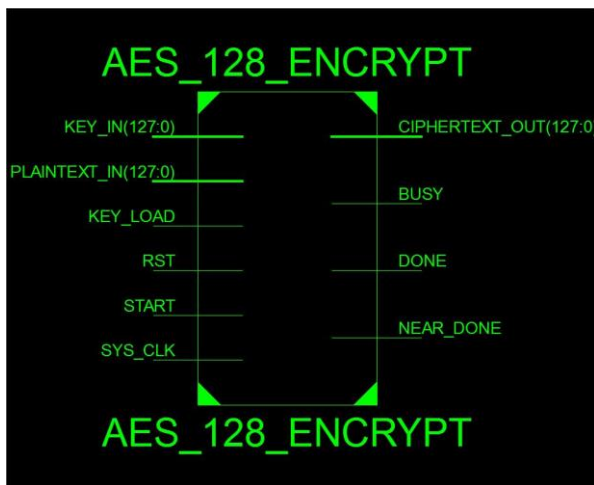 AES_128_ENCRYPT
KEY_IN(127:0)
CIPHERTEXT_OUT(127:0)
PLAINTEXT_IN(127:0)
BUSY
KEY_LOAD
RST
DONE
START
NEAR_DONE
SYS_CLK
AES_128_ENCRYPT